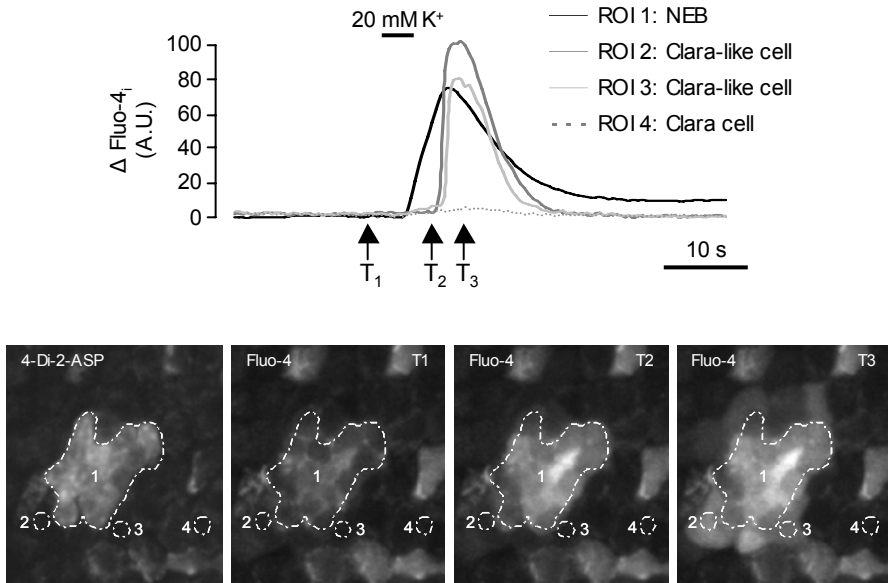 20 mM K⁺
ROI 1: NEB
ROI 2: Clara-like cell
ROI 3: Clara-like cell
ROI 4: Clara cell
Δ Fluo-4i
(A.U.)
100
80
60
40
20
0
T1
T2
T3
10 s
4-Di-2-ASP
1
2
3
4
Fluo-4 T1
1
2
3
4
Fluo-4 T2
1
2
3
4
Fluo-4 T3
1
2
3
4